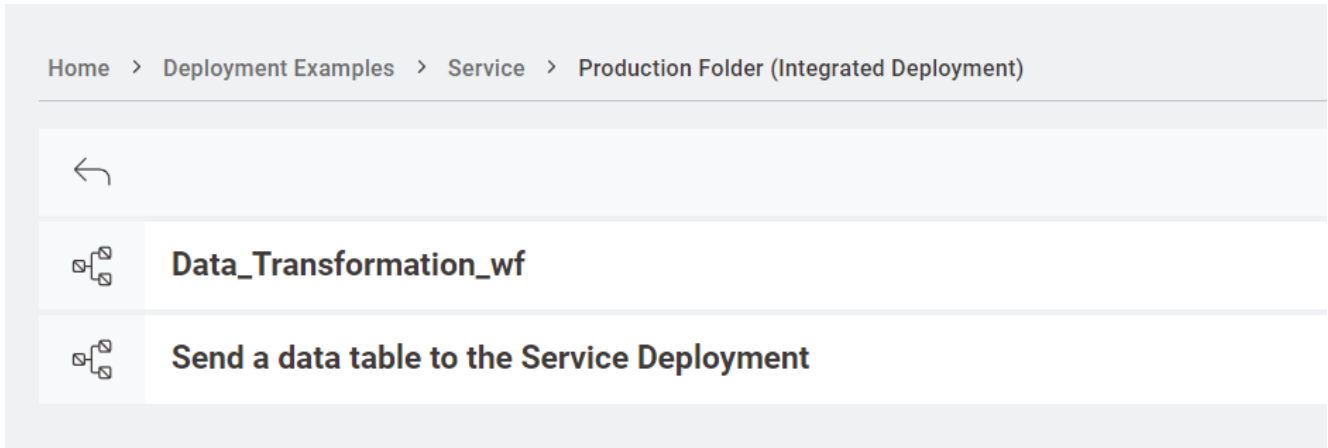 Home > Deployment Examples > Service > Production Folder (Integrated Deployment)
Data_Transformation_wf
Send a data table to the Service Deployment